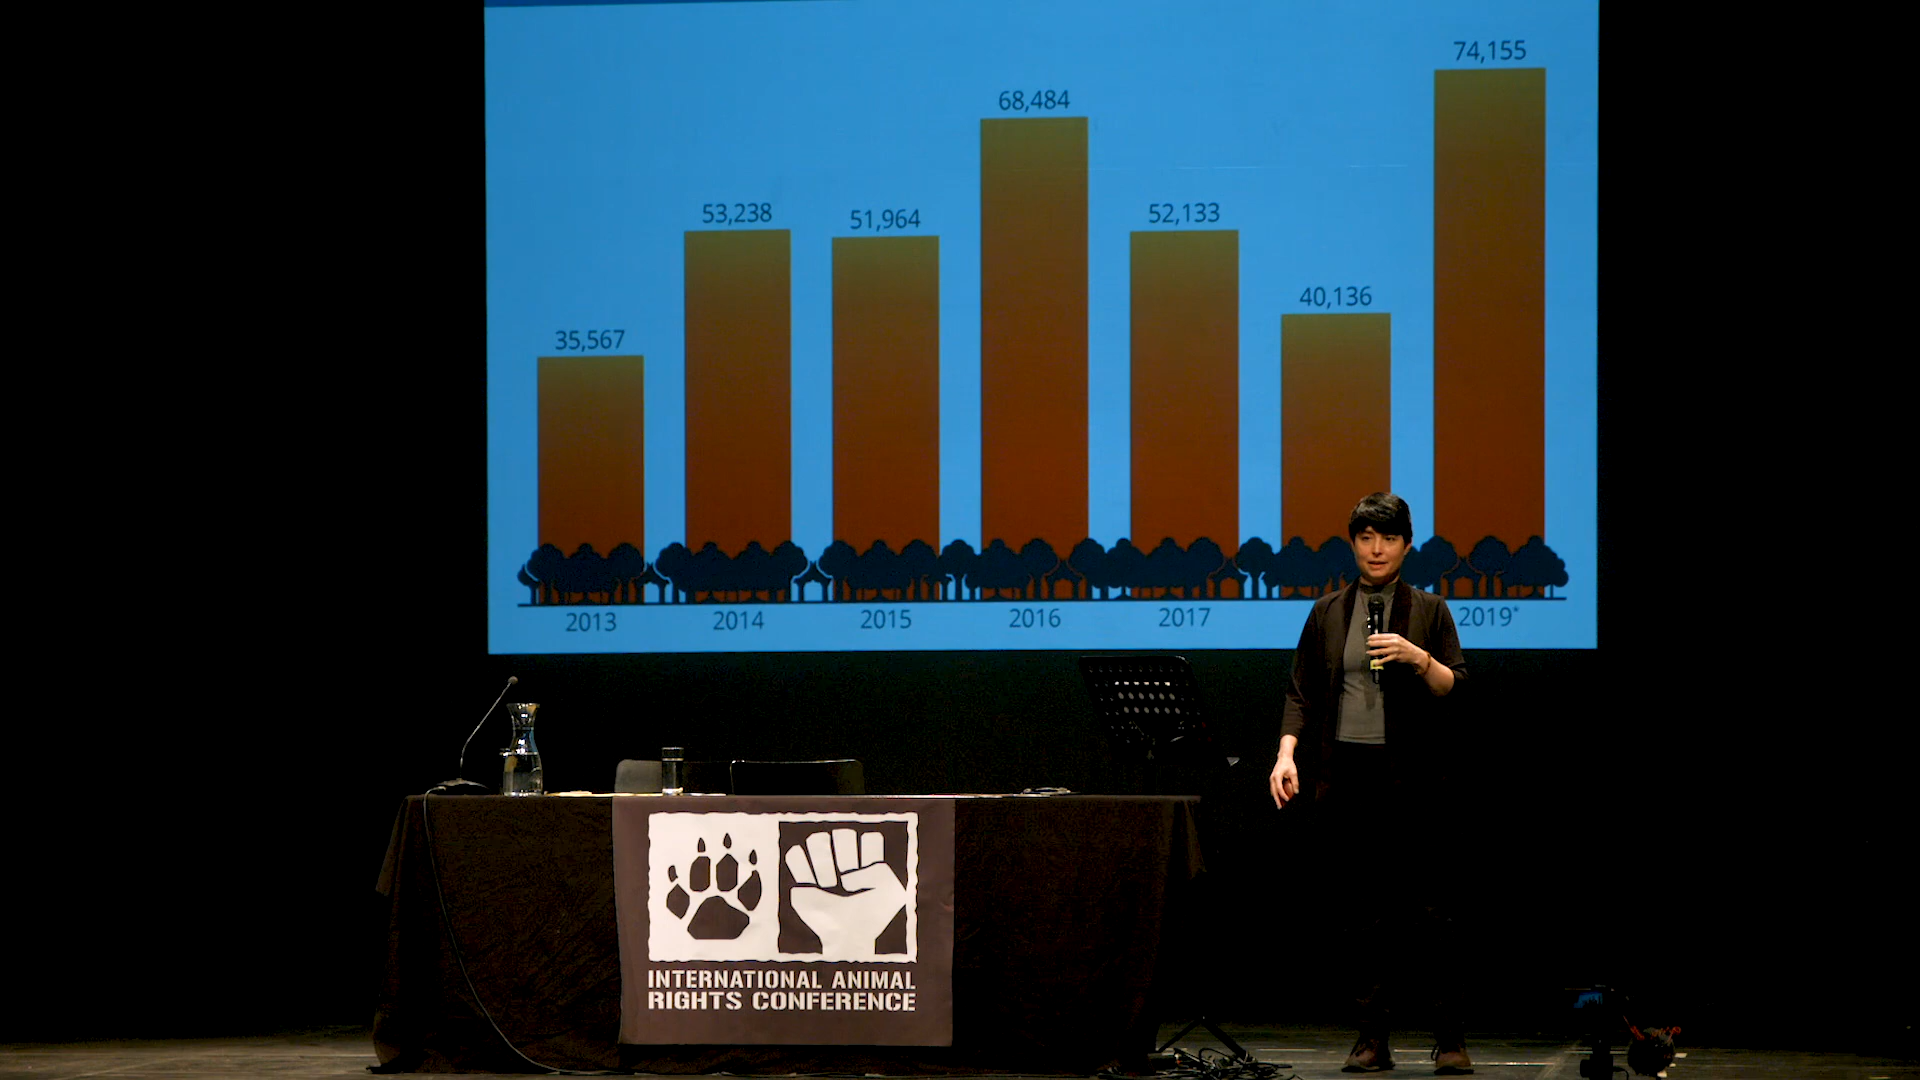 74,155
68,484
53,238
51,964
52,133
40,136
35,567
2013 2014 2015 2016 2017 2019*
INTERNATIONAL ANIMAL
RIGHTS CONFERENCE